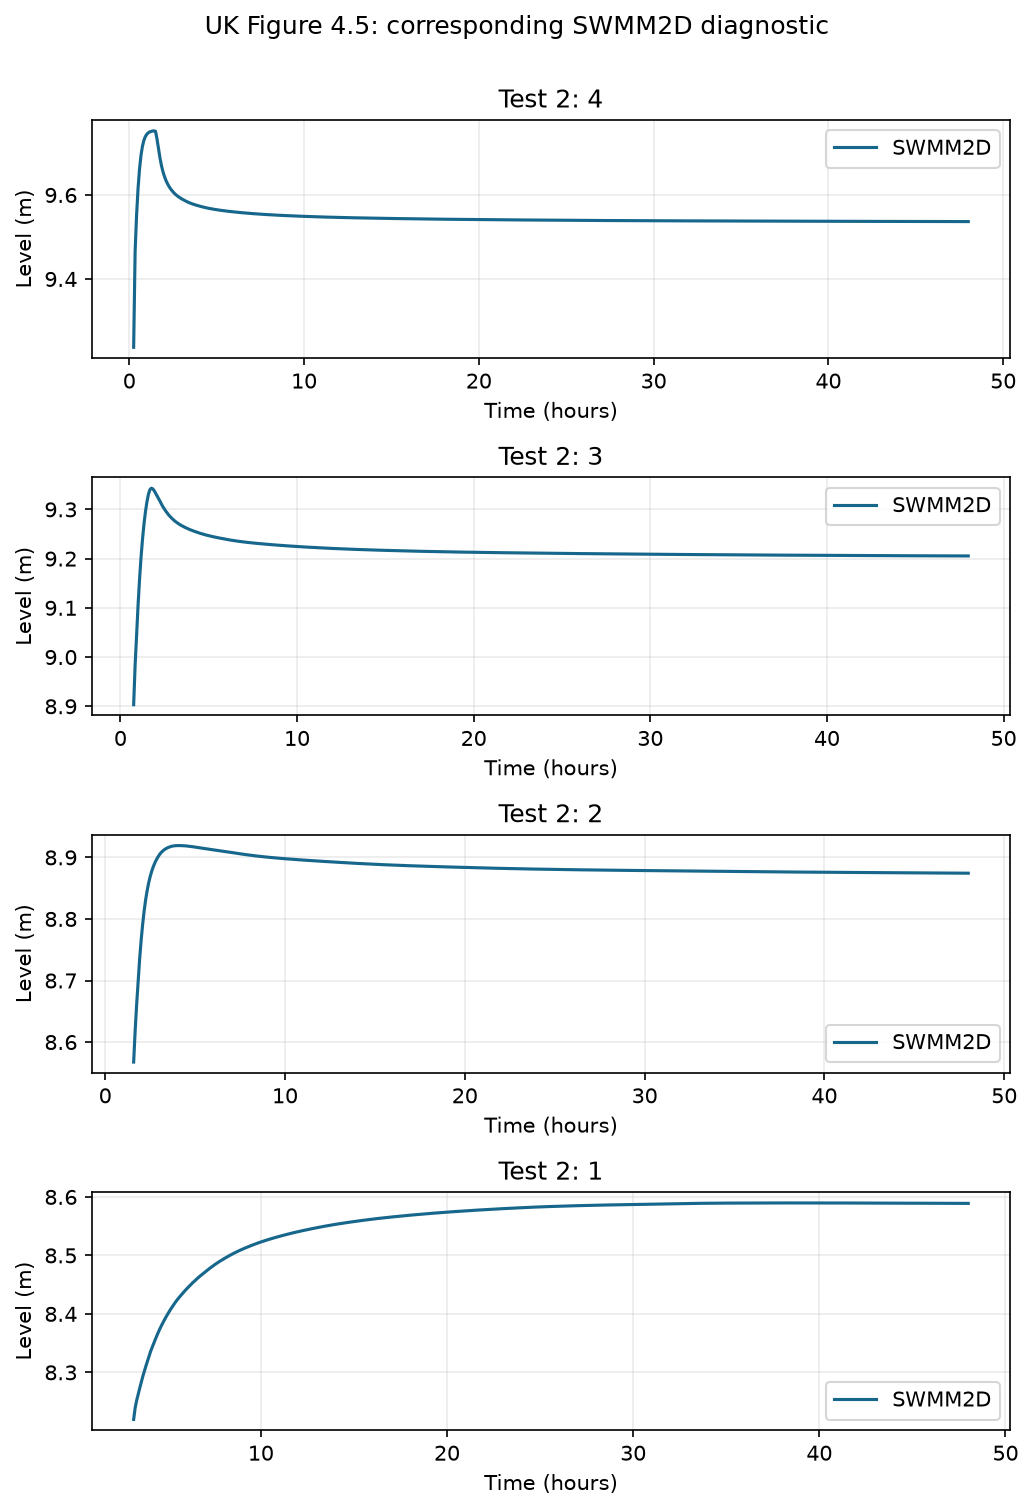 UK Figure 4.5: corresponding SWMM2D diagnostic
Test 2: 4
SWMM2D
Level (m)
9.6
9.4
0 10 20 30 40 50
Time (hours)
Test 2: 3
SWMM2D
Level (m)
9.3
9.2
9.1
9.0
8.9
0 10 20 30 40 50
Time (hours)
Test 2: 2
Level (m)
8.9
8.8
8.7
8.6
SWMM2D
0 10 20 30 40 50
Time (hours)
Test 2: 1
Level (m)
8.6
8.5
8.4
8.3
SWMM2D
10 20 30 40 50
Time (hours)